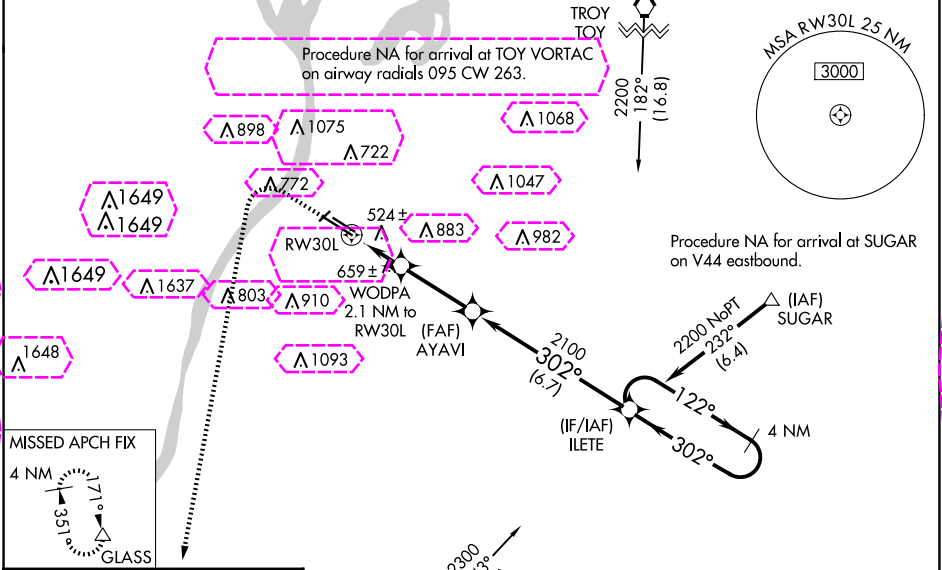 TROY
TOY
MSA RW30L 25 NM
3000
Procedure NA for arrival at TOY VORTAC
on airway radials 095 CW 263.
2200
182°
(16.8)
898
1075
722
1068
772
1047
1649
1649
524 ±
883
982
RW30L
659 ±
Procedure NA for arrival at SUGAR
on V44 eastbound.
1649
1637
803
910
WODPA
2.1 NM to
RW30L
(FAF)
AYAVI
(IAF)
SUGAR
2200 NoPT
232°
(6.4)
1648
1093
2100
302°
(6.7)
122°
(IF/IAF)
ILETE
302°
4 NM
MISSED APCH FIX
4 NM
171°
351°
GLASS
2300